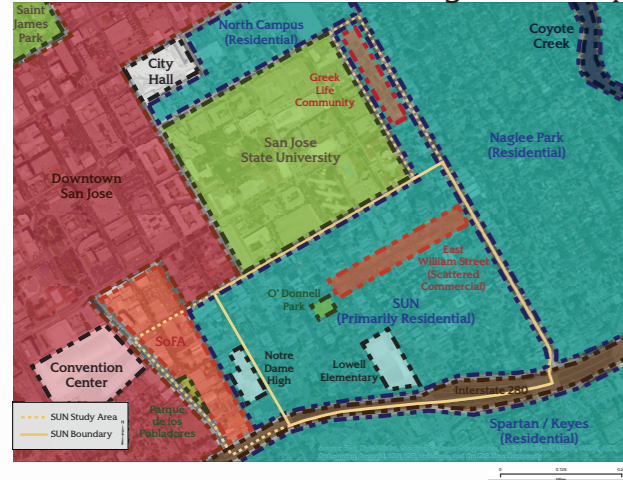 Saint
James
Park
North Campus
(Residential)
Coyote
Creek
City
Hall
Greek
Life
Community
San Jose
State University
Naglee Park
(Residential)
Downtown
San Jose
East
William Street
(Scattered
Commercial)
O' Donnell
Park
SUN
(Primarily Residential)
SoFA
Notre
Dame
High
Lowell
Elementary
Convention
Center
Interstate 280
Parque
de los
Pobladores
Spartan / Keyes
(Residential)
SUN Study Area
SUN Boundary